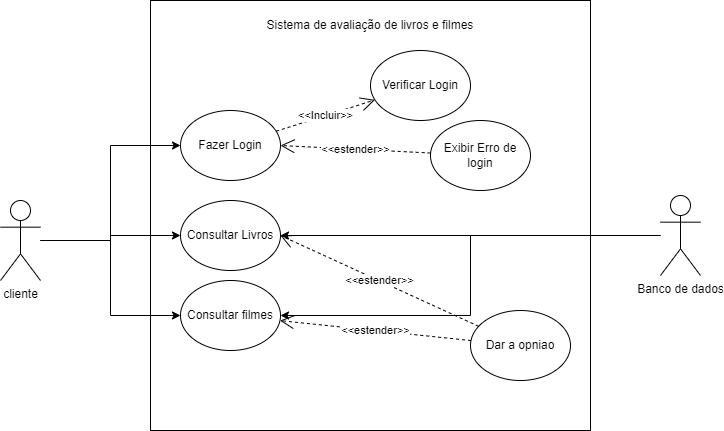 Sistema de avaliação de livros e filmes
Verificar Login
<<Incluir>>
Fazer Login
<<estender>>
Exibir Erro de
login
Consultar Livros
cliente
Banco de dados
<<estender>>
Consultar filmes
<<estender>>
Dar a opniao